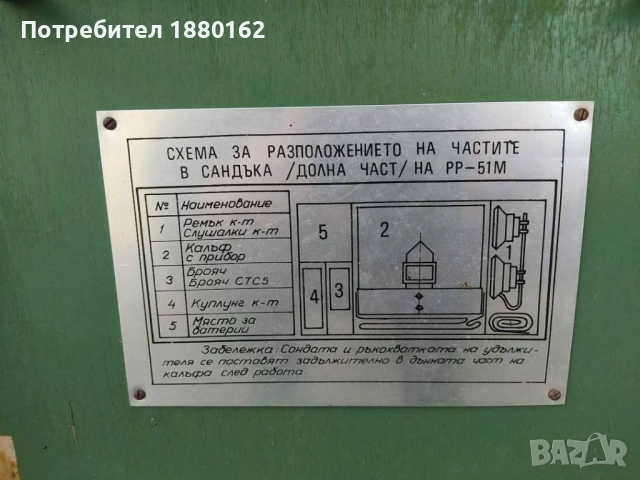 Потребител 1880162
СХЕМА ЗА РАЗПОЛОЖЕНИЕТО НА ЧАСТИТЕ
В САНДЪКА /ДОЛНА ЧАСТ/ НА РР-51М
№ Наименование
1 Ремък к-т
Слушалки к-т
2 Калъф
с прибор
3 Брояч
Брояч СТС5
4 Куплунг к-т
5 Място за
батерии
5
2
1
4
3
Забележка: Сондата и ръкохватката на удължи-
теля се поставят задължително в дънната част на
калъфа след работа.
BAZAR